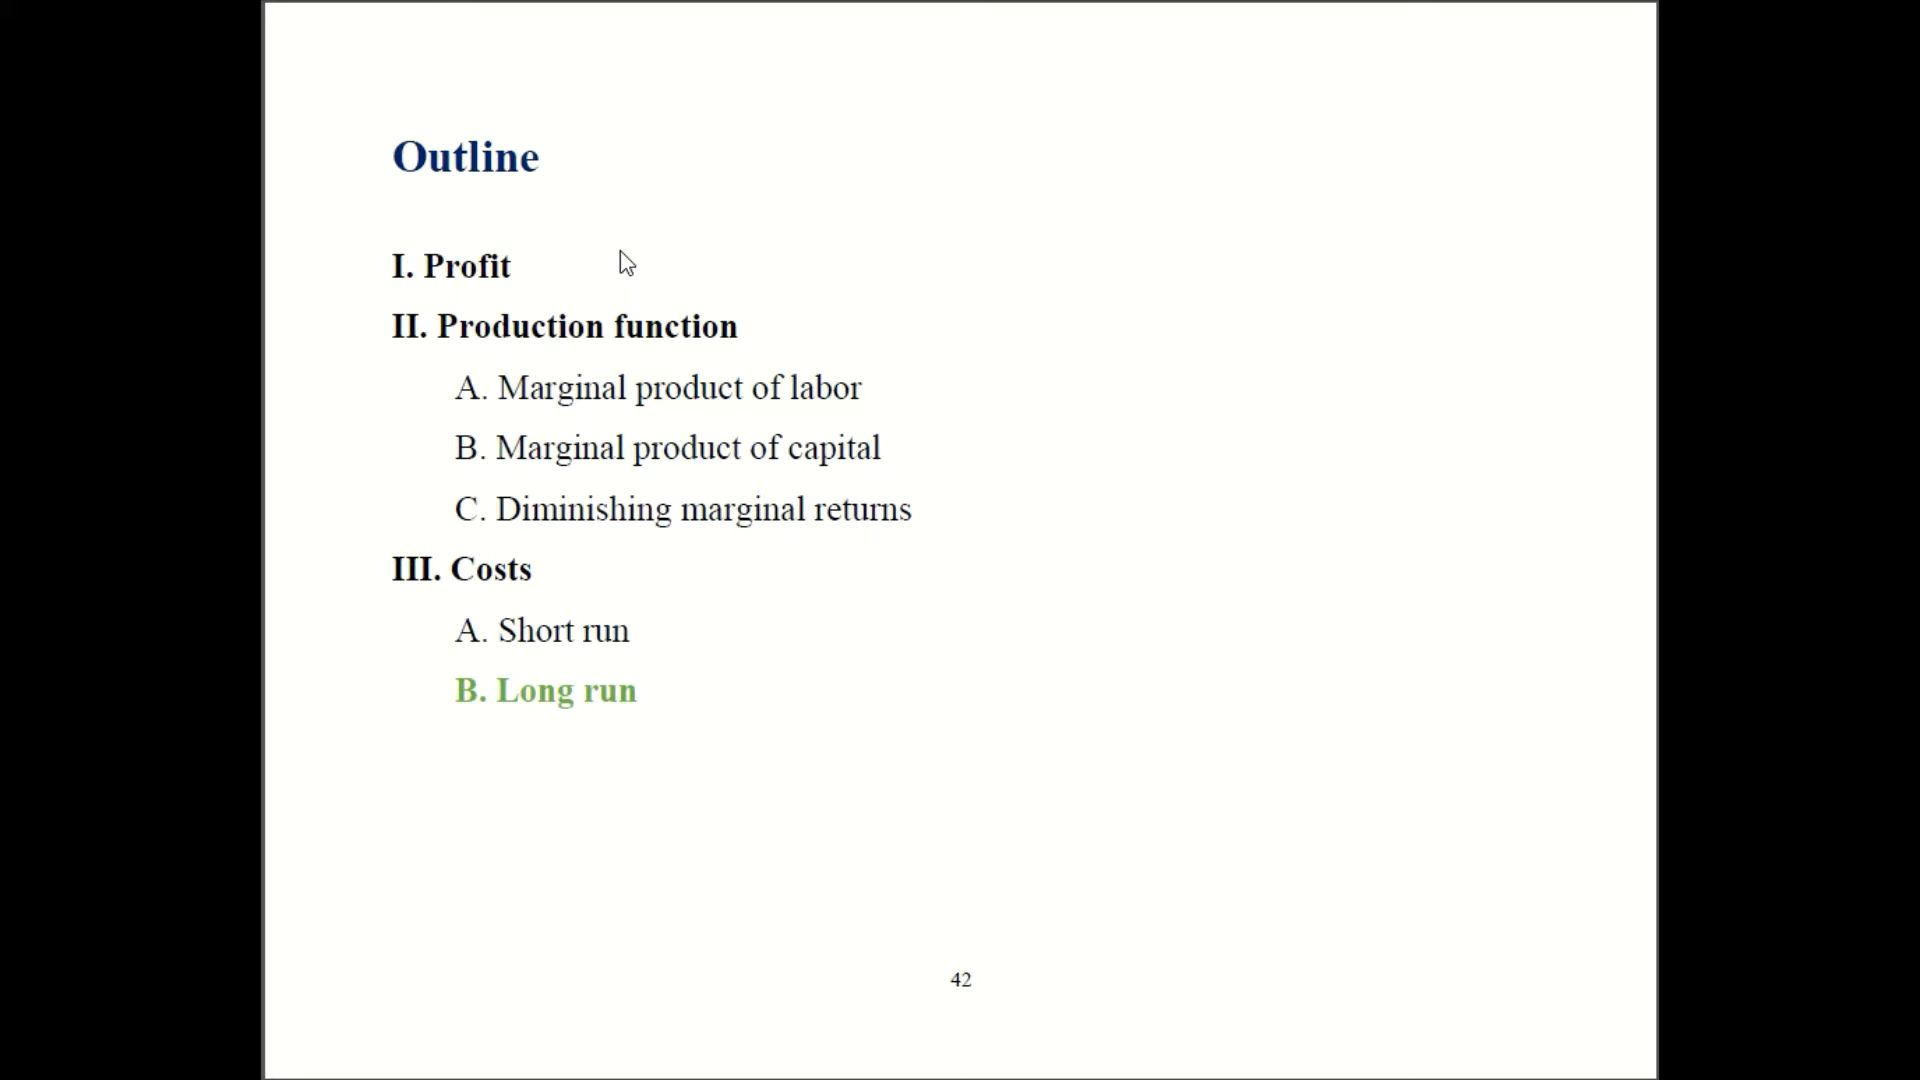 Outline
I. Profit
II. Production function
A. Marginal product of labor
B. Marginal product of capital
C. Diminishing marginal returns
III. Costs
A. Short run
B. Long run
42